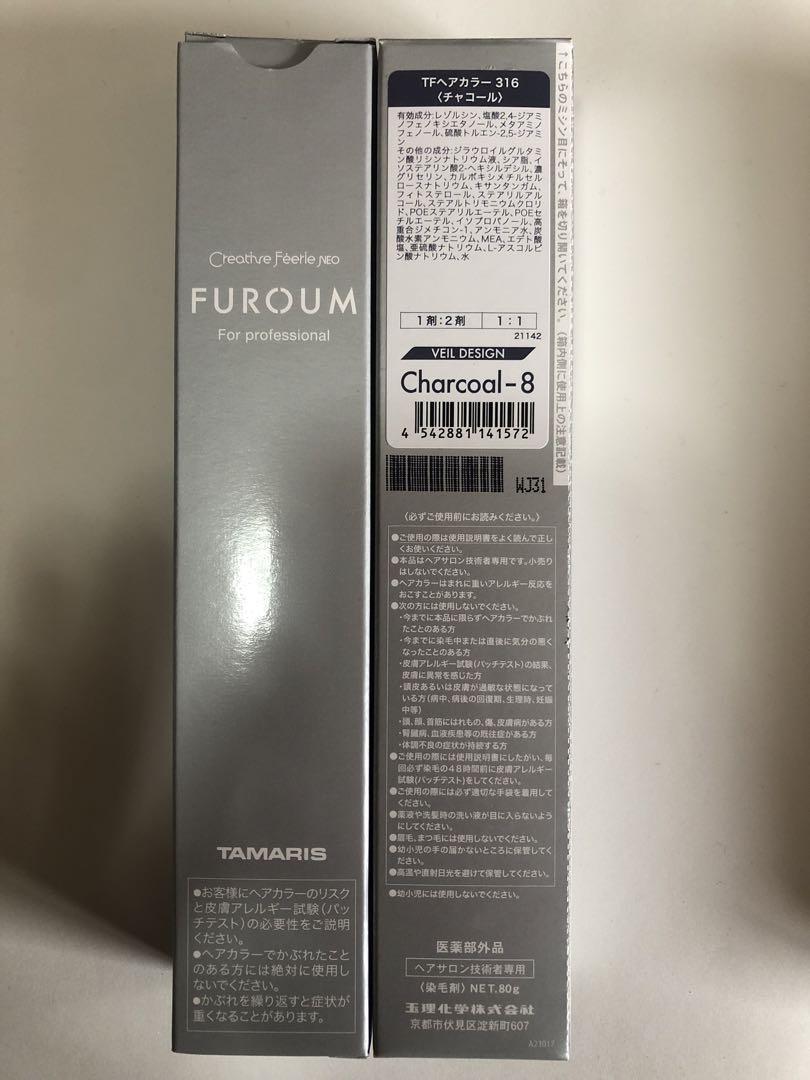 Creative Féerie NEO
FUROUM
For professional
TAMARIS
●お客様にヘアカラーのリスク
と皮膚アレルギー試験(パッ
チテスト)の必要性をご説明
ください。
●ヘアカラーでかぶれたこと
のある方には絶対に使用し
ないでください。
●かぶれを繰り返すと症状が
重くなることがあります。
TFヘアカラー 316
〈チャコール〉
有効成分:レゾルシン、塩酸2,4-ジアミ
ノフェノキシエタノール、メタアミノ
フェノール、硫酸トルエン-2,5-ジアミ
ン
その他の成分:ジラウロイルグルタミ
ン酸リシンナトリウム液、シア脂、イ
ソステアリン酸2-ヘキシルデシル、濃
グリセリン、カルボキシメチルセル
ロースナトリウム、キサンタンガム、
フィトステロール、ステアリルアル
コール、ステアルトリモニウムクロリ
ド、POEステアリルエーテル、POEセ
チルエーテル、イソプロパノール、高
重合ジメチコン-1、アンモニア水、炭
酸水素アンモニウム、MEA、エデト酸
塩、亜硫酸ナトリウム、L-アスコルビ
ン酸ナトリウム、水
1剤:2剤 1:1
21142
VEIL DESIGN
Charcoal-8
4 542881 141572
WJ31
↑こちらのミシン目にそって、箱を切り開いてください。(箱内側に使用上の注意記載)
〈必ずご使用前にお読みください。〉
●ご使用の際は使用説明書をよく読んで正し
くお使いください。
●本品はヘアサロン技術者専用です。小売り
はしないでください。
●ヘアカラーはまれに重いアレルギー反応を
おこすことがあります。
●次の方には使用しないでください。
・今までに本品に限らずヘアカラーでかぶれ
たことのある方
・今までに染毛中または直後に気分の悪く
なったことのある方
・皮膚アレルギー試験(パッチテスト)の結果、
皮膚に異常を感じた方
・頭皮あるいは皮膚が過敏な状態になって
いる方(病中、病後の回復期、生理時、妊娠
中等)
・頭、顔、首筋にはれもの、傷、皮膚病がある方
・腎臓病、血液疾患等の既往症がある方
・体調不良の症状が持続する方
●ご使用の際には使用説明書にしたがい、毎
回必ず染毛の48時間前に皮膚アレルギー
試験(パッチテスト)をしてください。
●ご使用の際には必ず適切な手袋を着用して
ください。
●薬液や洗髪時の洗い液が目に入らないよう
にしてください。
●眉毛、まつ毛には使用しないでください。
●幼小児の手の届かないところに保管してく
ださい。
●高温や直射日光を避けて保管してください。
●幼小児には使用しないでください。
医薬部外品
ヘアサロン技術者専用
〈染毛剤〉NET.80g
玉理化学株式会社
京都市伏見区淀新町607
A21017